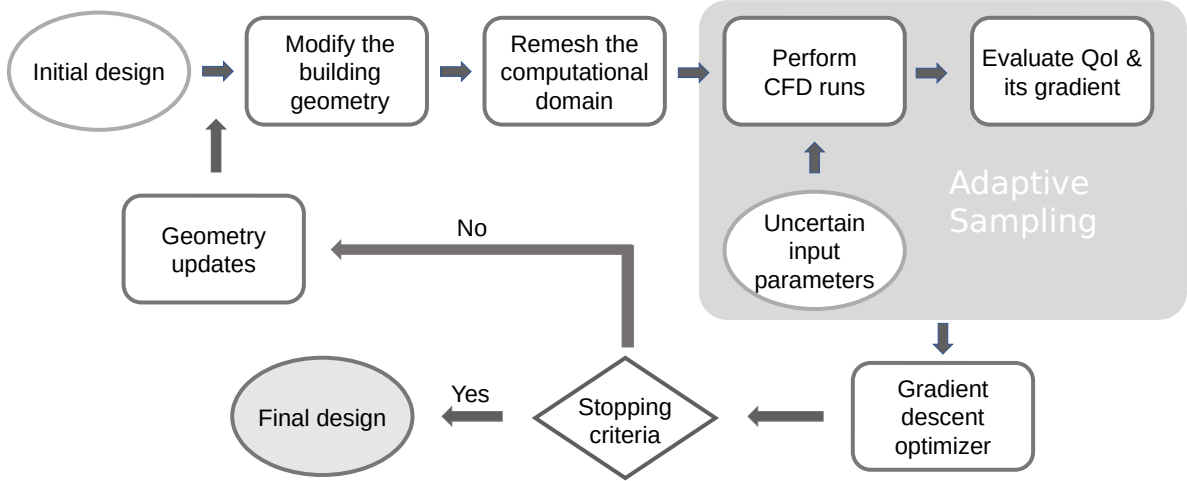 Initial design
Modify the
building
geometry
Remesh the
computational
domain
Perform
CFD runs
Evaluate QoI &
its gradient
Adaptive
Sampling
Uncertain
input
parameters
Geometry
updates
No
Yes
Final design
Stopping
criteria
Gradient
descent
optimizer